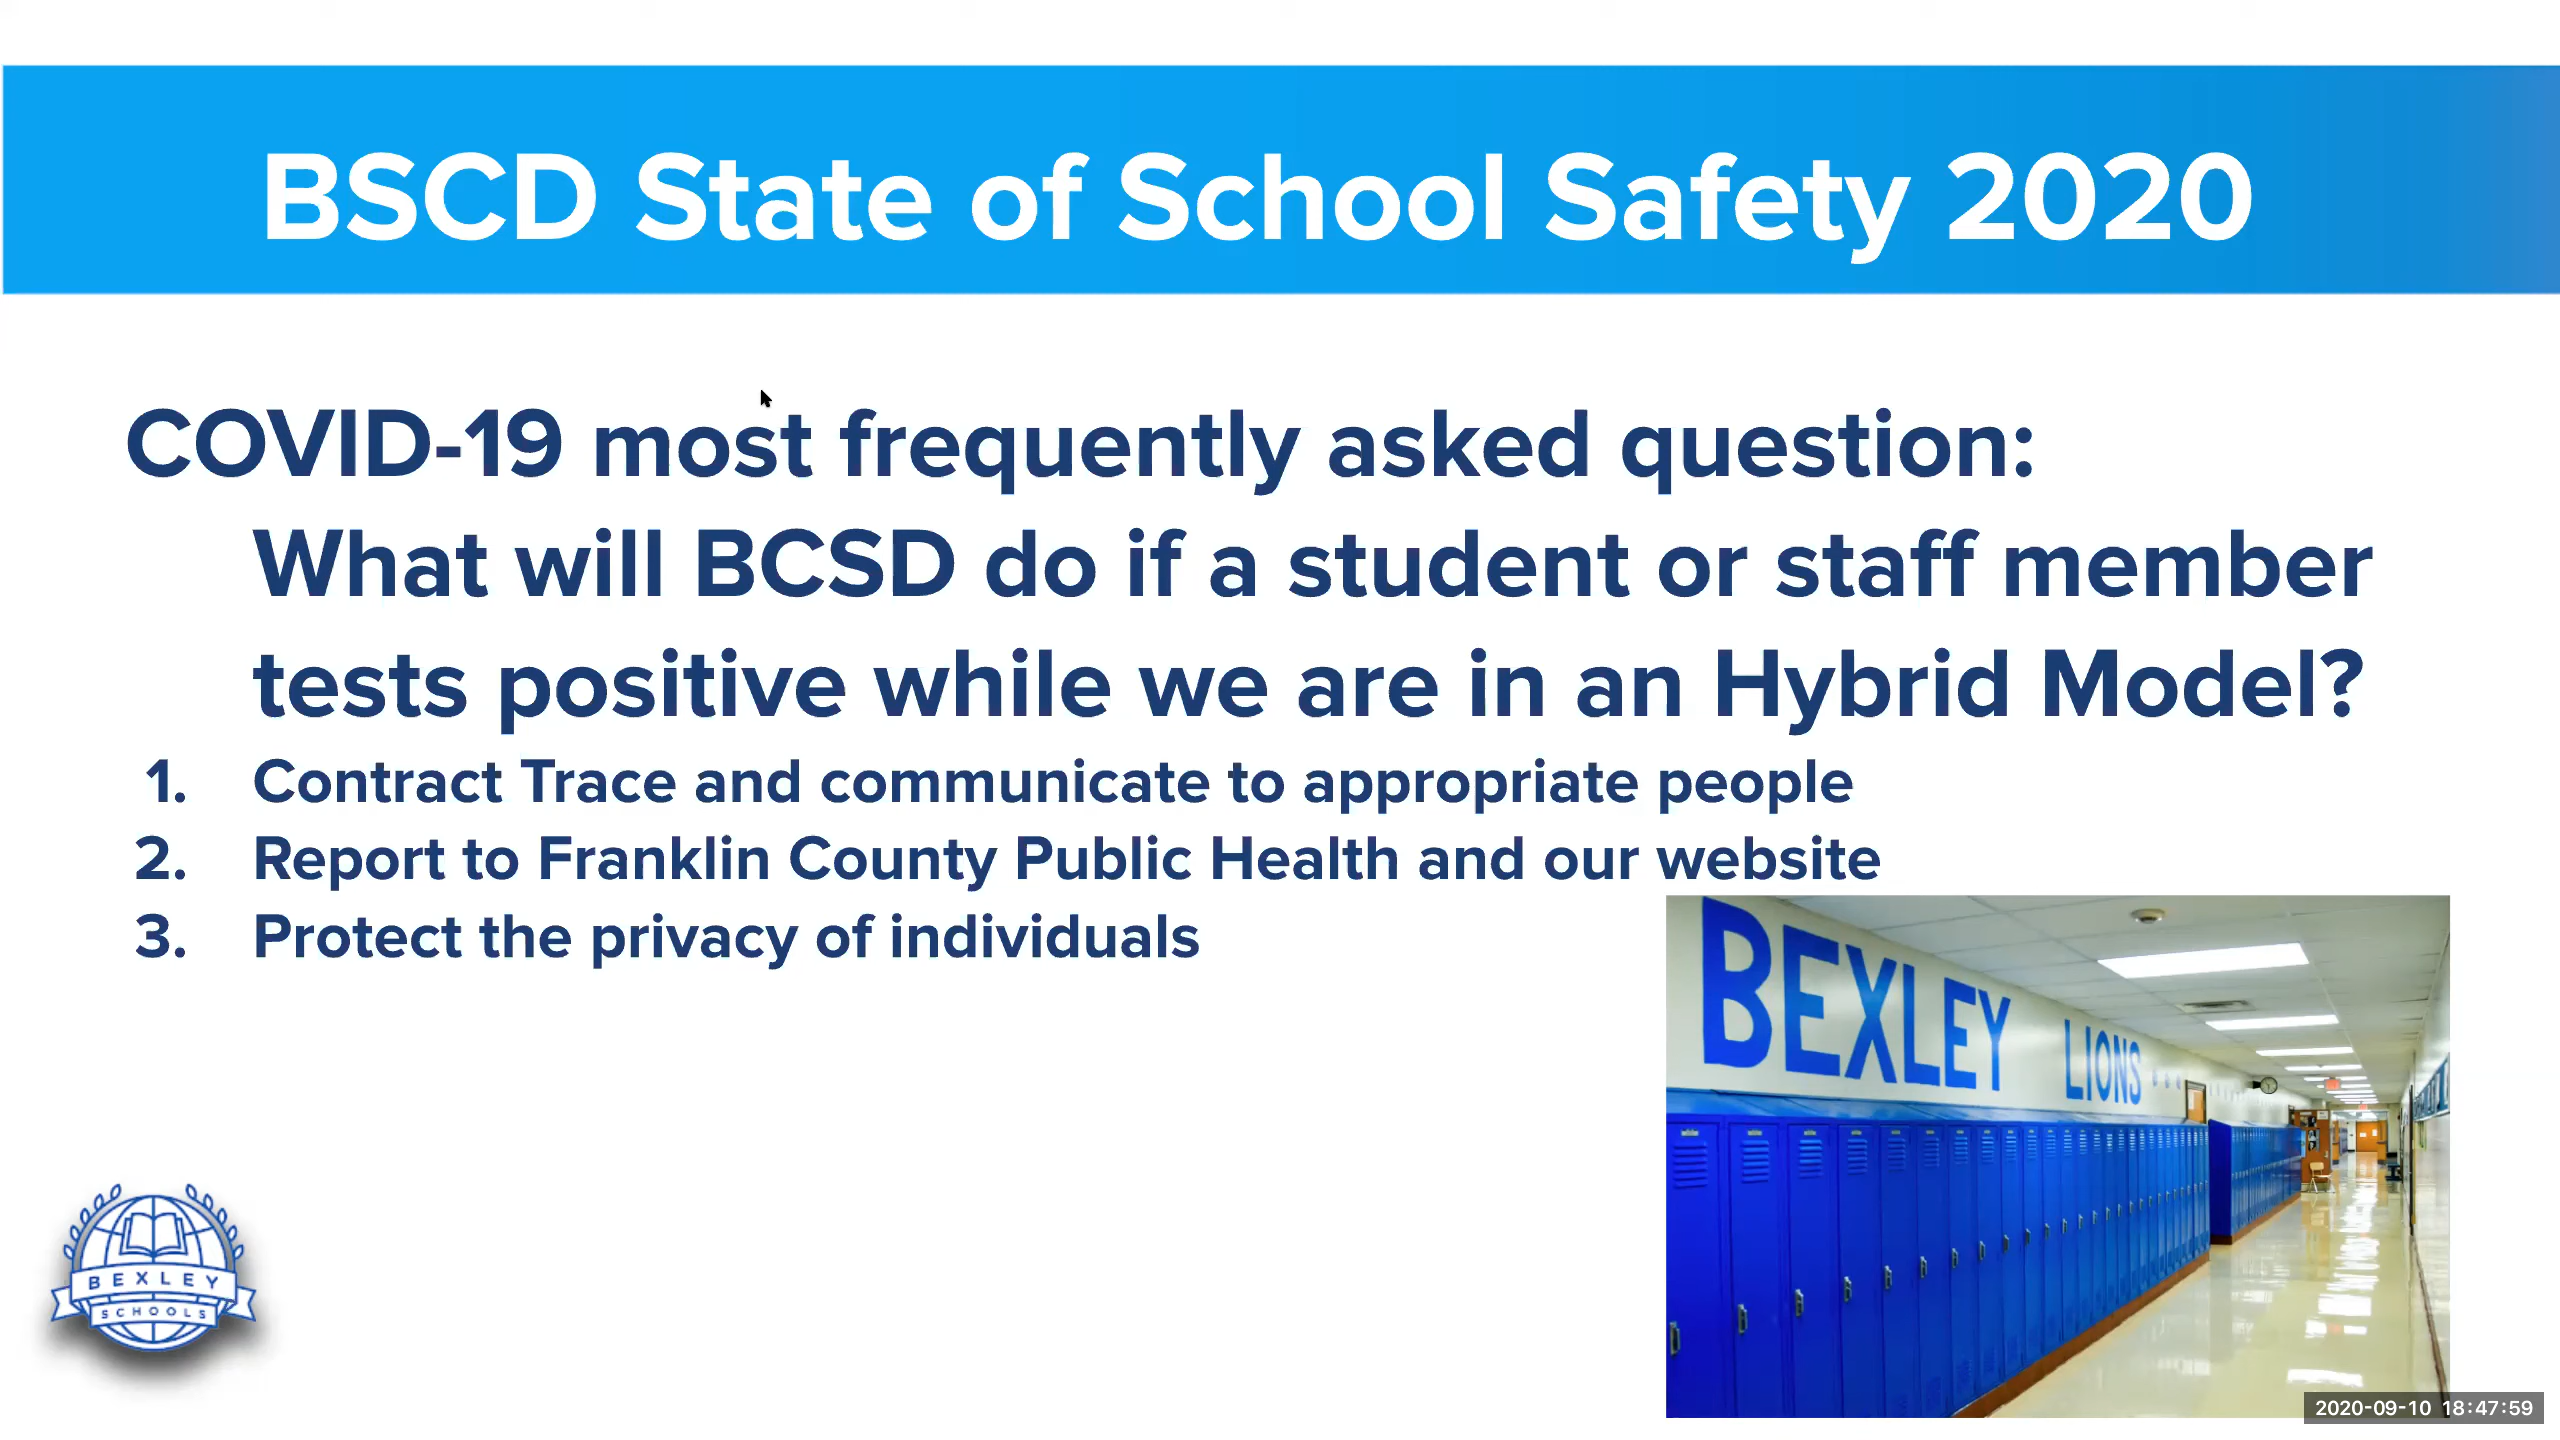 BSCD State of School Safety 2020
COVID-19 most frequently asked question:
What will BCSD do if a student or staff member
tests positive while we are in an Hybrid Model?
1. Contract Trace and communicate to appropriate people
2. Report to Franklin County Public Health and our website
3. Protect the privacy of individuals
BEXLEY LIONS
BEXLEY
SCHOOLS
2020-09-10 18:47:59